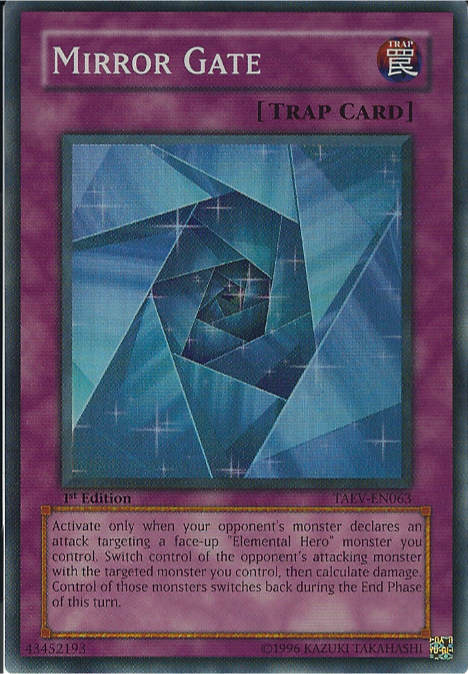 MIRROR GATE
TRAP
罠
[TRAP CARD]
1st Edition
TAEV-EN063
Activate only when your opponent's monster declares an
attack targeting a face-up "Elemental Hero" monster you
control. Switch control of the opponent's attacking monster
with the targeted monster you control, then calculate damage.
Control of those monsters switches back during the End Phase
of this turn.
43452193
©1996 KAZUKI TAKAHASHI